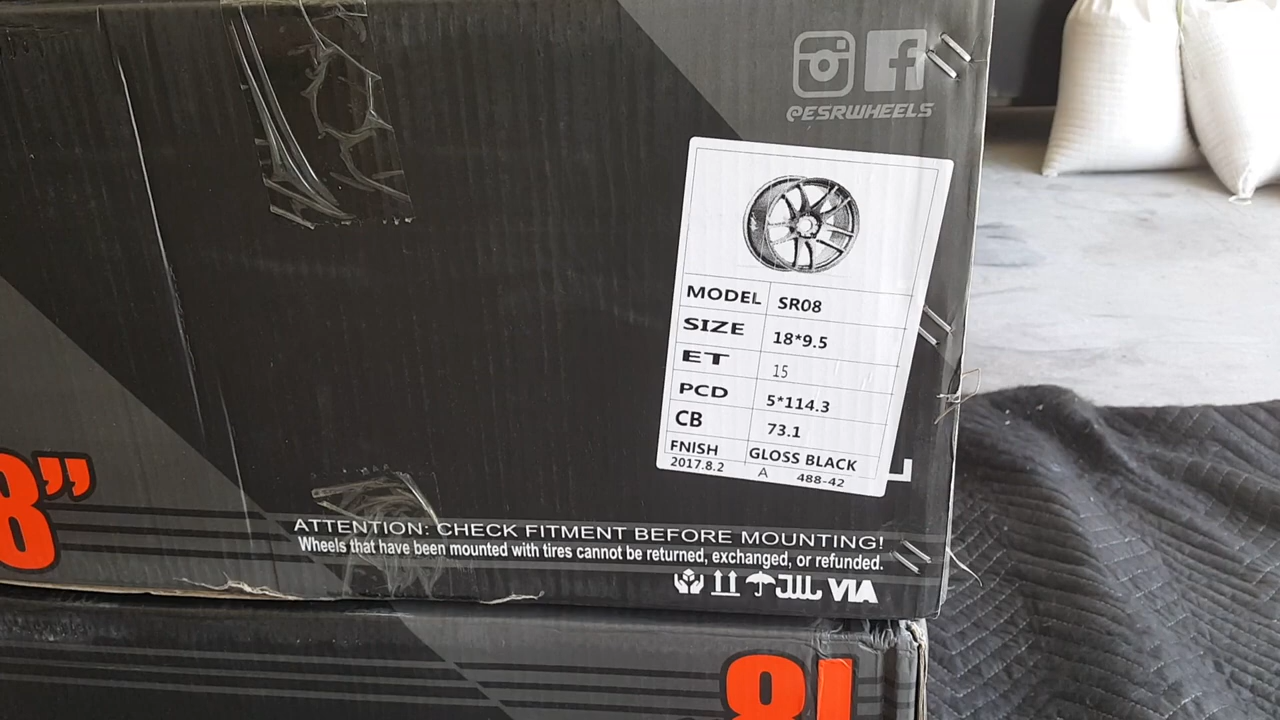 @ESRWHEELS
MODEL SR08
SIZE 18*9.5
ET 15
PCD 5*114.3
CB 73.1
FNISH GLOSS BLACK
2017.8.2 A 488-42
8”
ATTENTION: CHECK FITMENT BEFORE MOUNTING!
Wheels that have been mounted with tires cannot be returned, exchanged, or refunded.
JWL VIA